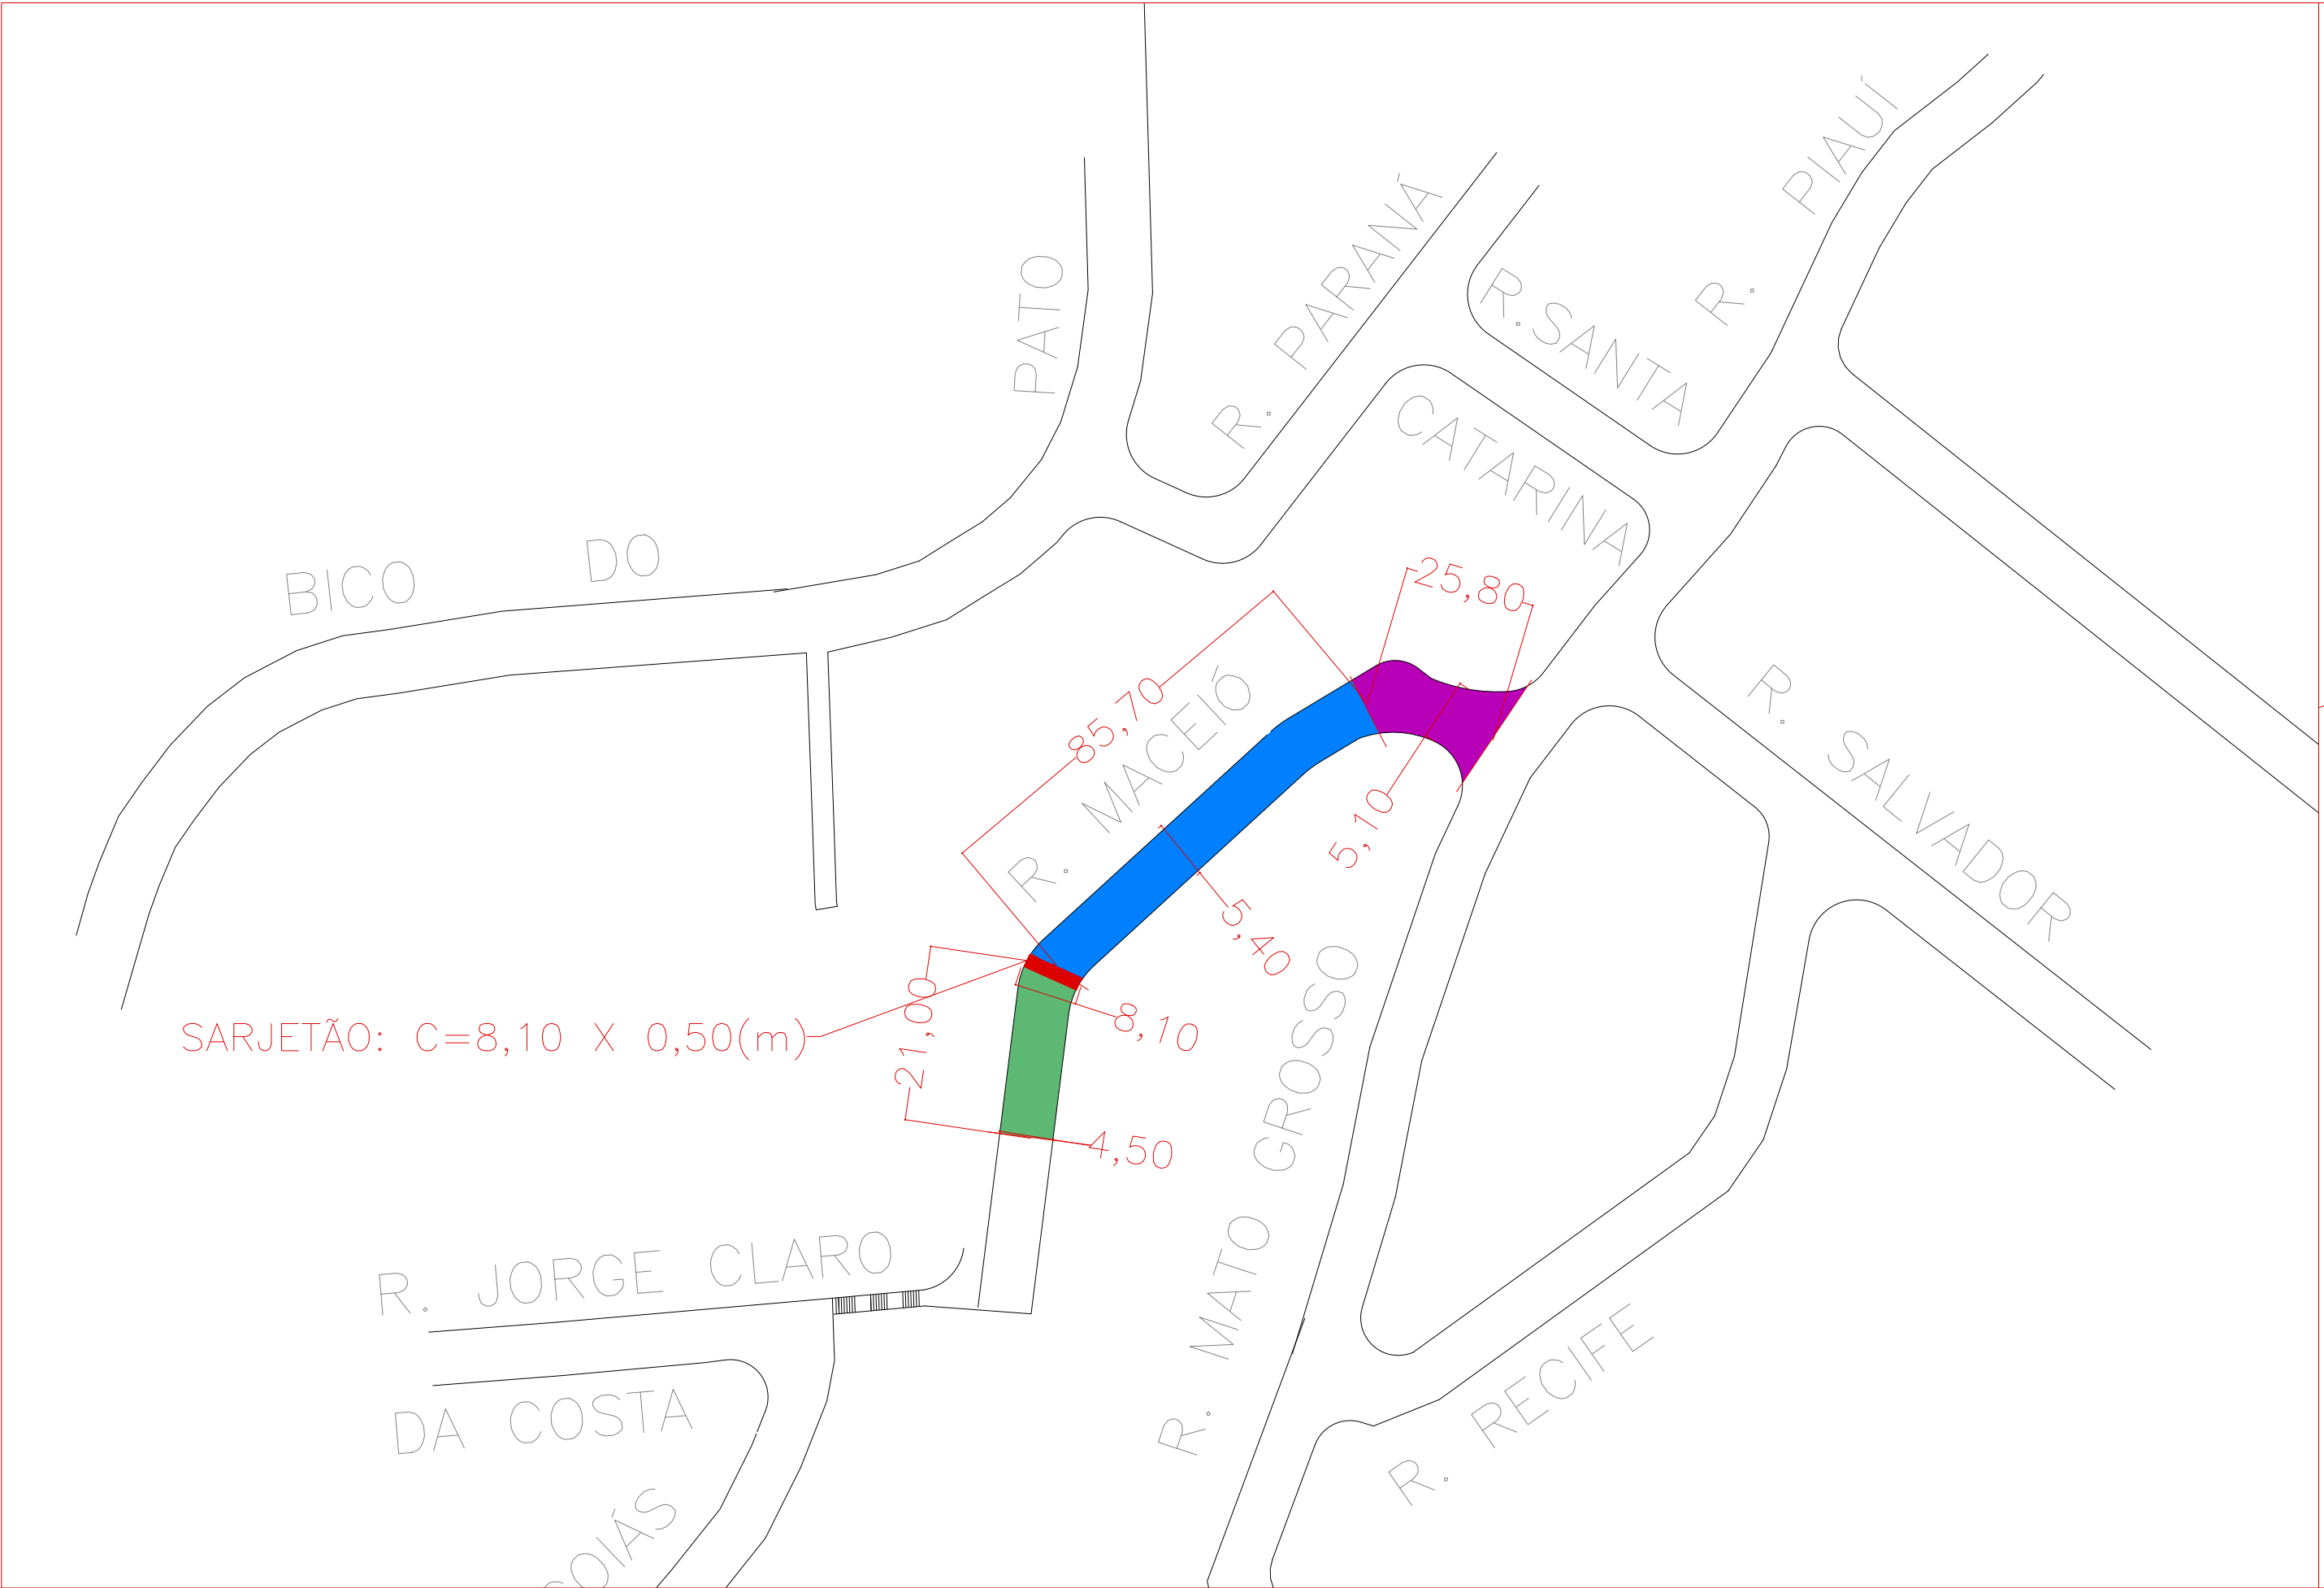 R. PIAUÍ
R. PARANÁ
PATO
R.SANTA
CATARINA
BICO DO
25,80
85,70
R. MACEIÓ
R. SALVADOR
5,10
5,40
21,00
SARJETÃO: C=8,10 X 0,50(m)
8,10
4,50
R. MATO GROSSO
R. JORGE CLARO
DA COSTA
R. RECIFE
OIÁS